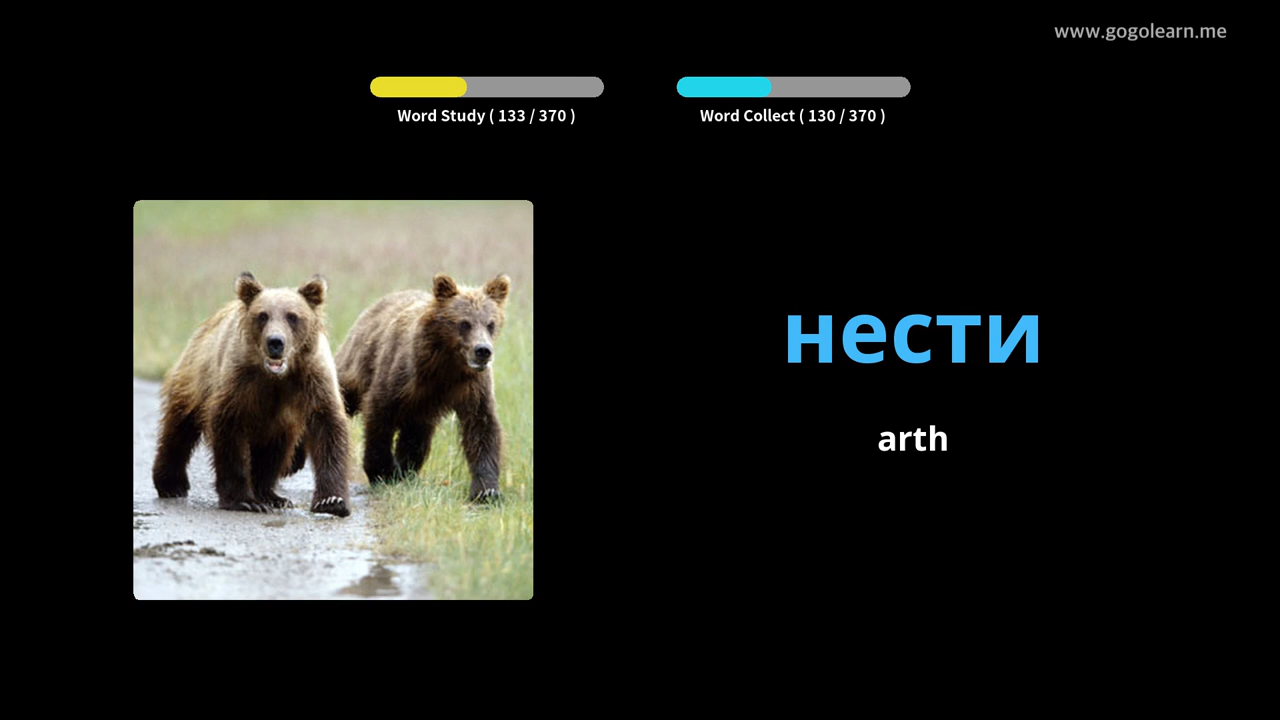 www.gogolearn.me
Word Study ( 133 / 370 )
Word Collect ( 130 / 370 )
нести
arth